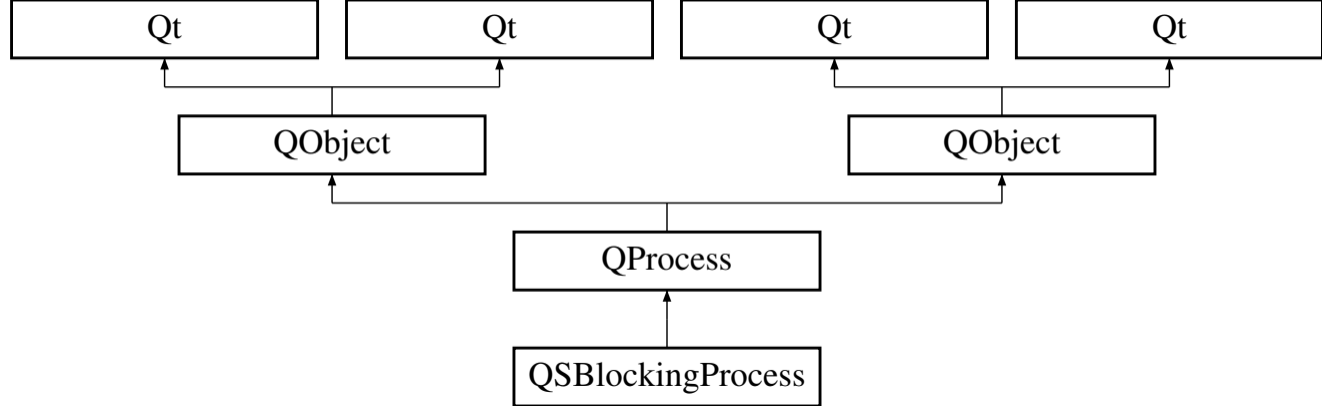 Qt Qt Qt Qt
QObject QObject
QProcess
QSBlockingProcess